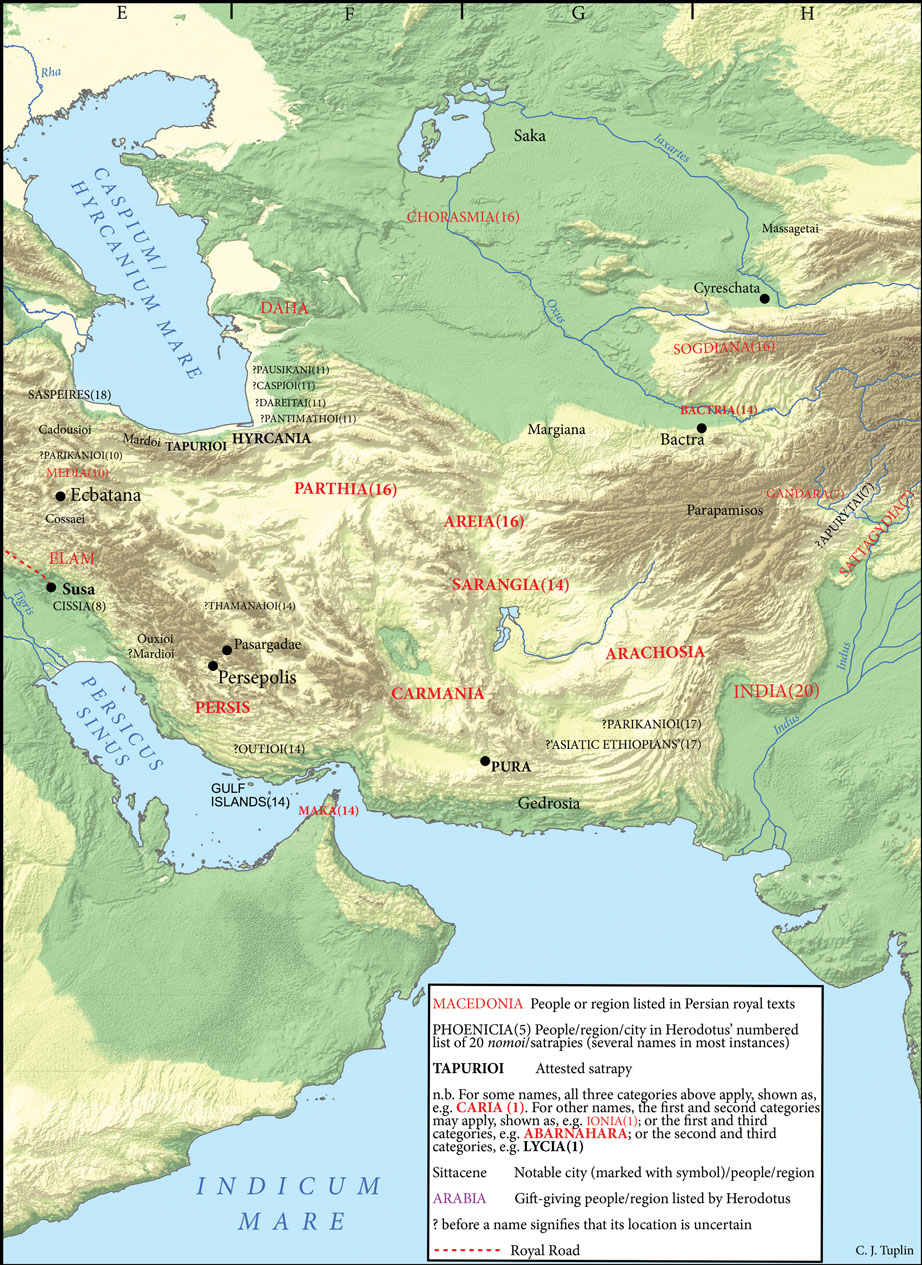 E F G H
Rha
CASPIUM/
HYRCANIUM MARE
Saka
Iaxartes
CHORASMIA(16)
Massagetai
Cyreschata
DAHA
Oxus
SOGDIANA(16)
?PAUSIKANI(11)
?CASPIOI(11)
SASPEIRES(18)
?DAREITAI(11)
BACTRIA(14)
?PANTIMATHOI(11)
Cadousioi
Mardoi
TAPURIOI
HYRCANIA
Margiana
Bactra
?PARIKANIOI(10)
MEDIA(10)
Ecbatana
PARTHIA(16)
GANDARA(7)
?APURYTAI(7)
SATTAGYDIA(7)
Parapamisos
Cossaei
AREIA(16)
ELAM
Susa
CISSIA(8)
SARANGIA(14)
Tigris
?THAMANAIOI(14)
Ouxioi
?Mardioi
Pasargadae
ARACHOSIA
Indus
Persepolis
PERSIS
CARMANIA
INDIA(20)
PERSICUS
SINUS
?PARIKANIOI(17)
Indus
?OUTIOI(14)
?'ASIATIC ETHIOPIANS'(17)
PURA
GULF
ISLANDS(14)
MAKA(14)
Gedrosia
MACEDONIA People or region listed in Persian royal texts
PHOENICIA(5) People/region/city in Herodotus' numbered
list of 20 nomoi/satrapies (several names in most instances)
TAPURIOI Attested satrapy
n.b. For some names, all three categories above apply, shown as,
e.g. CARIA (1). For other names, the first and second categories
may apply, shown as, e.g. IONIA(1); or the first and third
categories, e.g. ABARNAHARA; or the second and third
categories, e.g. LYCIA(1)
Sittacene Notable city (marked with symbol)/people/region
ARABIA Gift-giving people/region listed by Herodotus
? before a name signifies that its location is uncertain
Royal Road
INDICUM
MARE
C. J. Tuplin